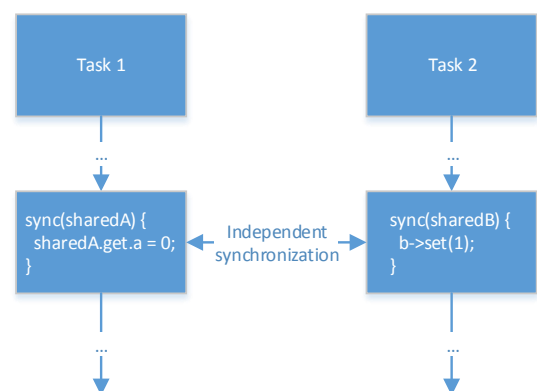 Task 1
Task 2
...
...
sync(sharedA) {
  sharedA.get.a = 0;
}
Independent
synchronization
sync(sharedB) {
  b->set(1);
}
...
...